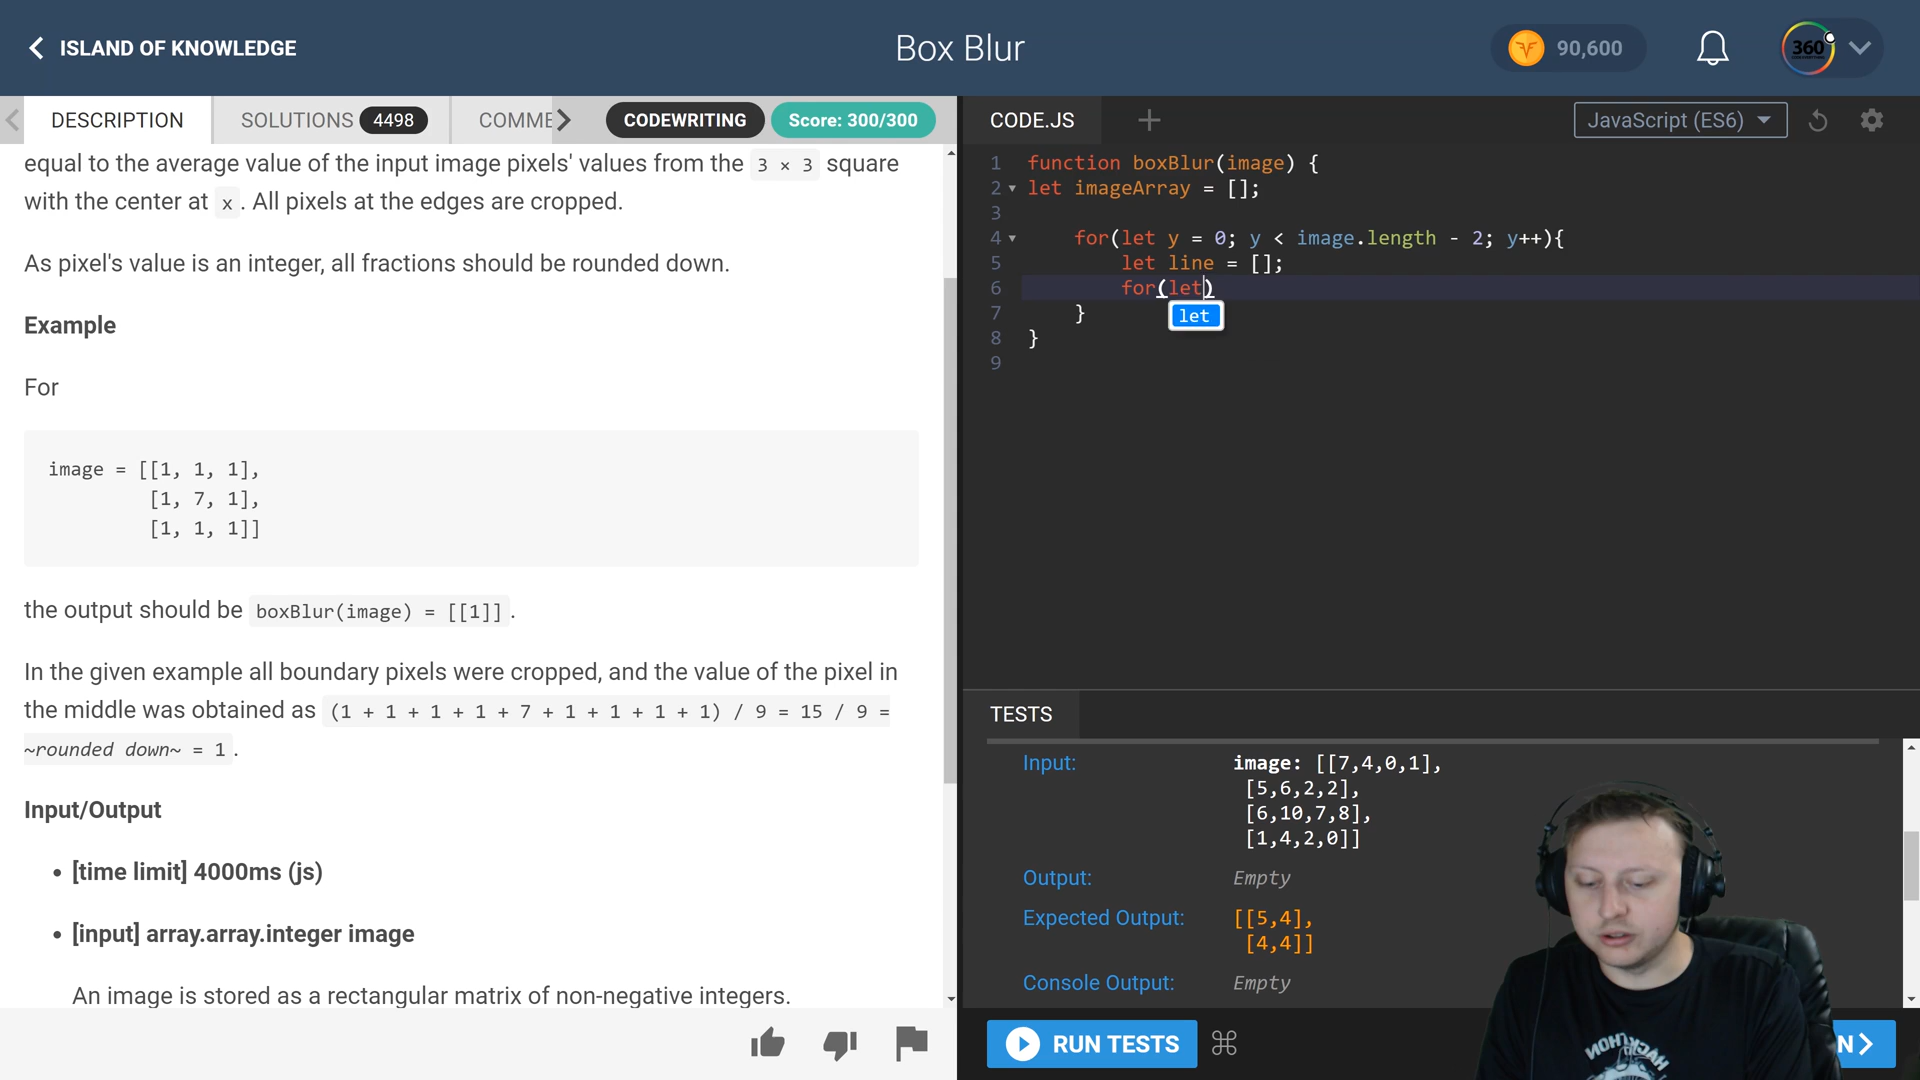 ISLAND OF KNOWLEDGE
Box Blur
90,600
360
DESCRIPTION
SOLUTIONS 4498
COMME
CODEWRITING
Score: 300/300
equal to the average value of the input image pixels' values from the 3 × 3 square
with the center at x . All pixels at the edges are cropped.
As pixel's value is an integer, all fractions should be rounded down.
Example
For
image = [[1, 1, 1],
[1, 7, 1],
[1, 1, 1]]
the output should be boxBlur(image) = [[1]] .
In the given example all boundary pixels were cropped, and the value of the pixel in
the middle was obtained as (1 + 1 + 1 + 1 + 7 + 1 + 1 + 1 + 1) / 9 = 15 / 9 =
~rounded down~ = 1 .
Input/Output
• [time limit] 4000ms (js)
• [input] array.array.integer image
An image is stored as a rectangular matrix of non-negative integers.
CODE.JS
JavaScript (ES6)
1 function boxBlur(image) {
2 let imageArray = [];
3
4 for(let y = 0; y < image.length - 2; y++){
5 let line = [];
6 for(let)
7 }
let
8 }
9
TESTS
Input: image: [[7,4,0,1],
[5,6,2,2],
[6,10,7,8],
[1,4,2,0]]
Output: Empty
Expected Output: [[5,4],
[4,4]]
Console Output: Empty
RUN TESTS
N